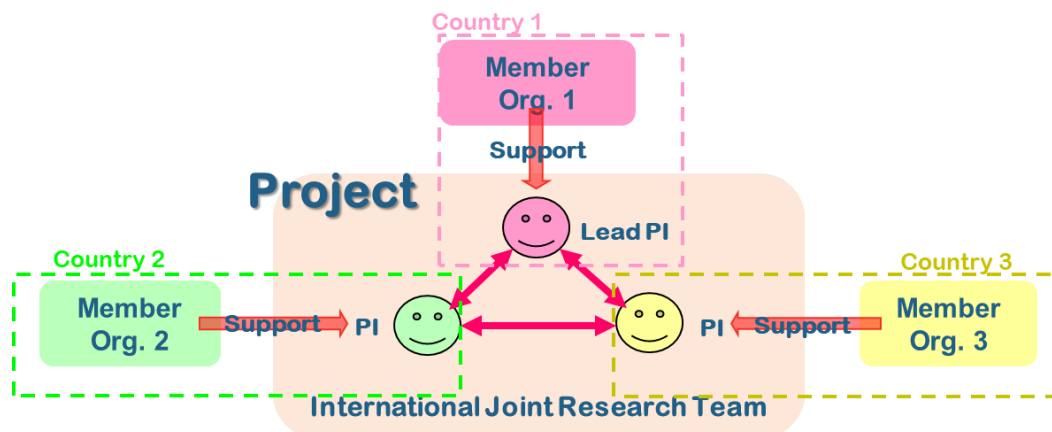 Country 1
Member
Org. 1
Support
Project
Lead PI
Country 2
Country 3
Member
Org. 2
Support
PI
PI
Support
Member
Org. 3
International Joint Research Team